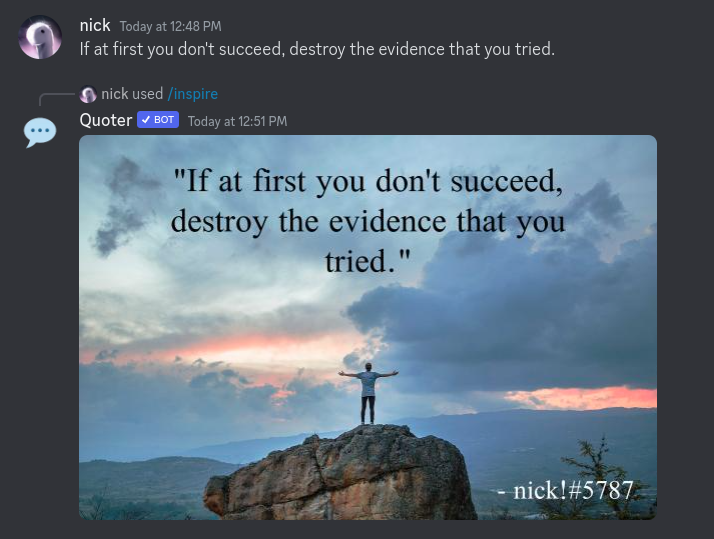 nick Today at 12:48 PM
If at first you don't succeed, destroy the evidence that you tried.
nick used /inspire
Quoter BOT Today at 12:51 PM
"If at first you don't succeed,
destroy the evidence that you
tried."
- nick!#5787